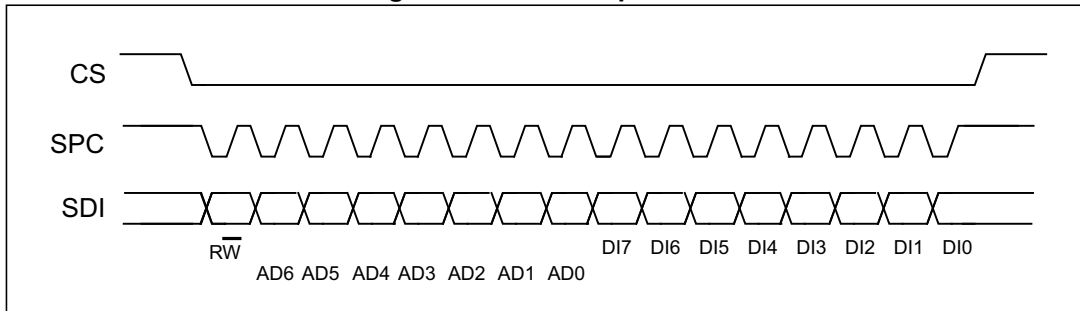 CS
SPC
SDI
RW
DI7 DI6 DI5 DI4 DI3 DI2 DI1 DI0
AD6 AD5 AD4 AD3 AD2 AD1 AD0